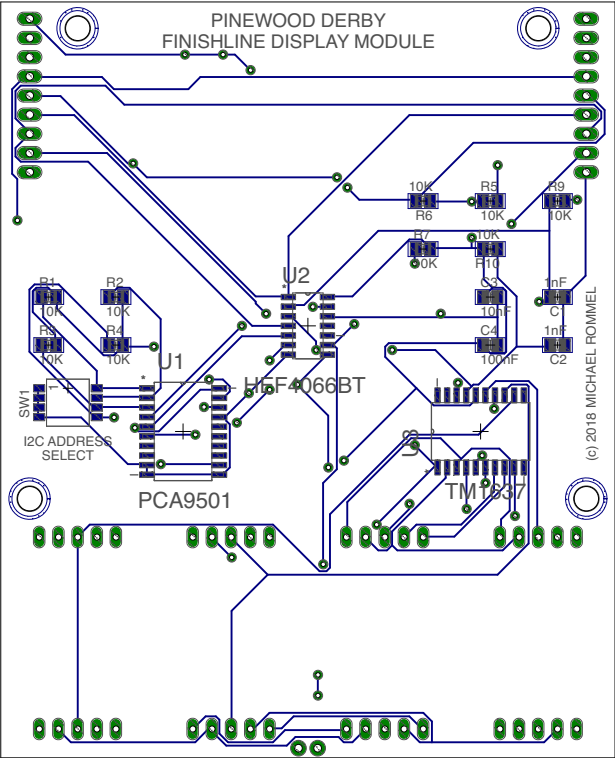 PINEWOOD DERBY
FINISHLINE DISPLAY MODULE
10K
R6
R5
10K
R9
10K
R7
10K
R10
U2
HEF4066BT
C3
10nF
1nF
C1
C4
100nF
1nF
C2
R1
10K
R2
10K
R3
10K
R4
10K
U1
PCA9501
SW1
1
I2C ADDRESS
SELECT
U3
TM1637
(c) 2018 MICHAEL ROMMEL